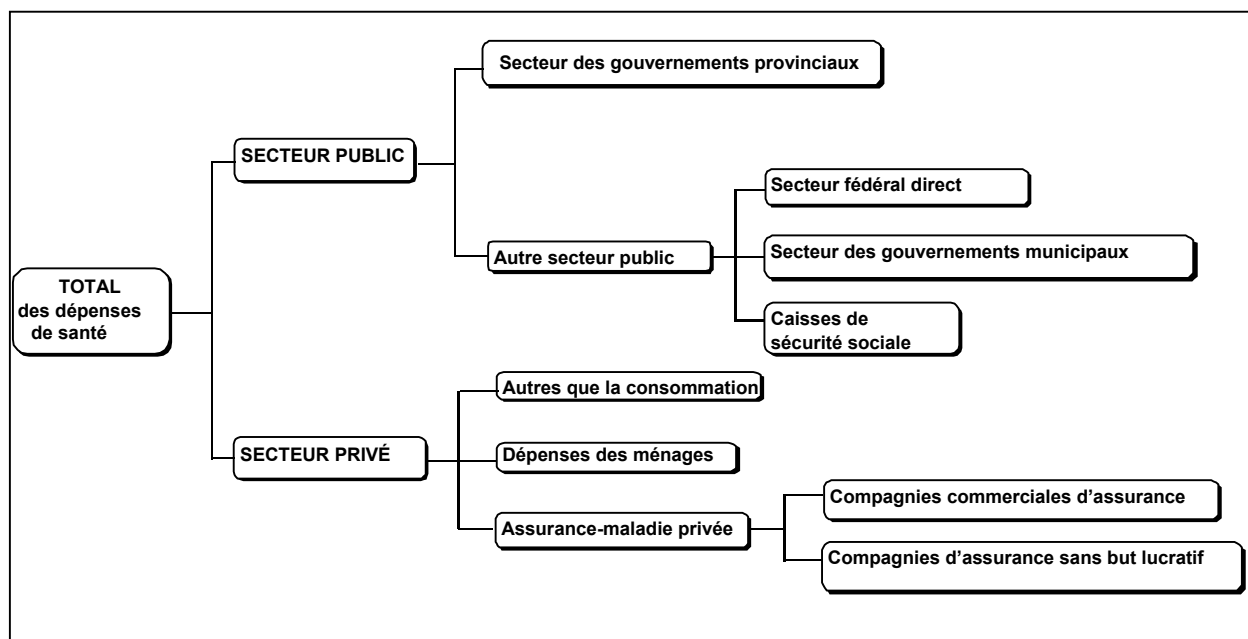 Secteur des gouvernements provinciaux
SECTEUR PUBLIC
Secteur fédéral direct
Autre secteur public
Secteur des gouvernements municipaux
Caisses de
sécurité sociale
TOTAL
des dépenses
de santé
Autres que la consommation
SECTEUR PRIVÉ
Dépenses des ménages
Assurance-maladie privée
Compagnies commerciales d'assurance
Compagnies d'assurance sans but lucratif